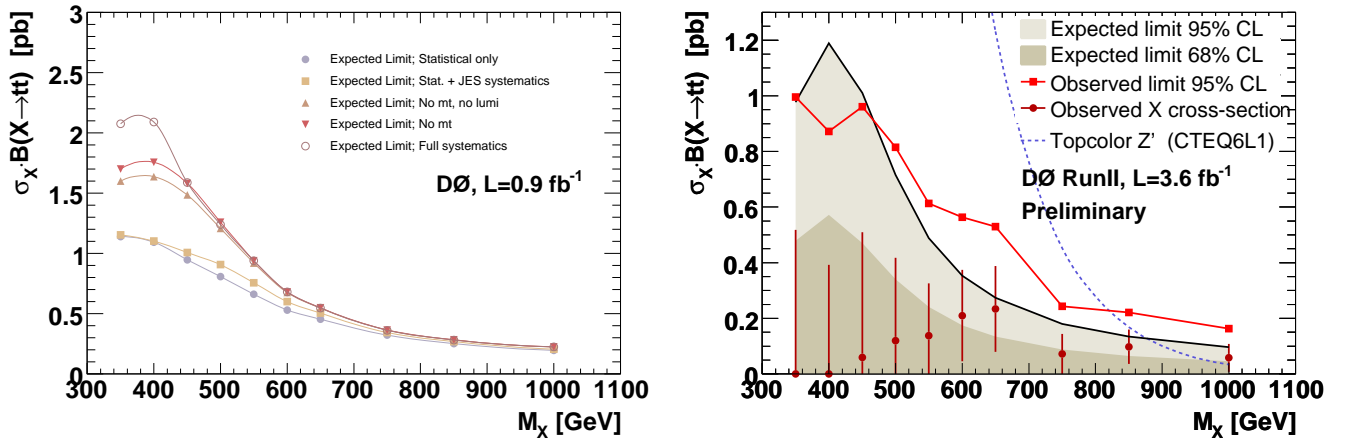 σX·B(X→tt) [pb]
3
2.5
2
1.5
1
0.5
0
300 400 500 600 700 800 900 1000 1100
MX [GeV]
Expected Limit; Statistical only
Expected Limit; Stat. + JES systematics
Expected Limit; No mt, no lumi
Expected Limit; No mt
Expected Limit; Full systematics
DØ, L=0.9 fb-1
σX·B(X→tt) [pb]
1.2
1
0.8
0.6
0.4
0.2
0
300 400 500 600 700 800 900 1000 1100
MX [GeV]
Expected limit 95% CL
Expected limit 68% CL
Observed limit 95% CL
Observed X cross-section
Topcolor Z' (CTEQ6L1)
DØ RunII, L=3.6 fb-1
Preliminary